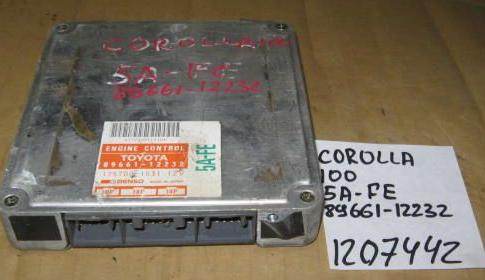 COROLLA 100
5A-FE
89661-12232
ENGINE CONTROL
TOYOTA
89661-12232
5A-FE
DENSO
COROLLA
100
5A-FE
89661-12232
1207442